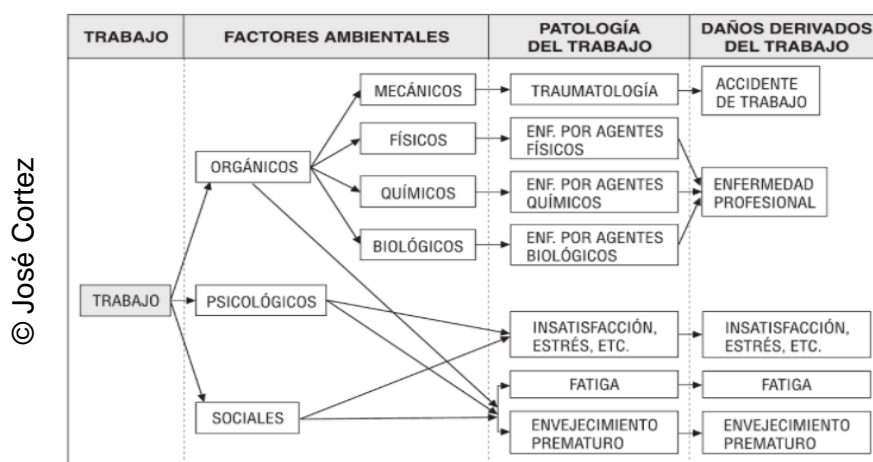 TRABAJO
FACTORES AMBIENTALES
PATOLOGÍA
DEL TRABAJO
DAÑOS DERIVADOS
DEL TRABAJO
MECÁNICOS
TRAUMATOLOGÍA
ACCIDENTE
DE TRABAJO
FÍSICOS
ENF. POR AGENTES
FÍSICOS
ORGÁNICOS
QUÍMICOS
ENF. POR AGENTES
QUÍMICOS
ENFERMEDAD
PROFESIONAL
BIOLÓGICOS
ENF. POR AGENTES
BIOLÓGICOS
TRABAJO
PSICOLÓGICOS
INSATISFACCIÓN,
ESTRÉS, ETC.
INSATISFACCIÓN,
ESTRÉS, ETC.
FATIGA
FATIGA
SOCIALES
ENVEJECIMIENTO
PREMATURO
ENVEJECIMIENTO
PREMATURO
© José Cortez